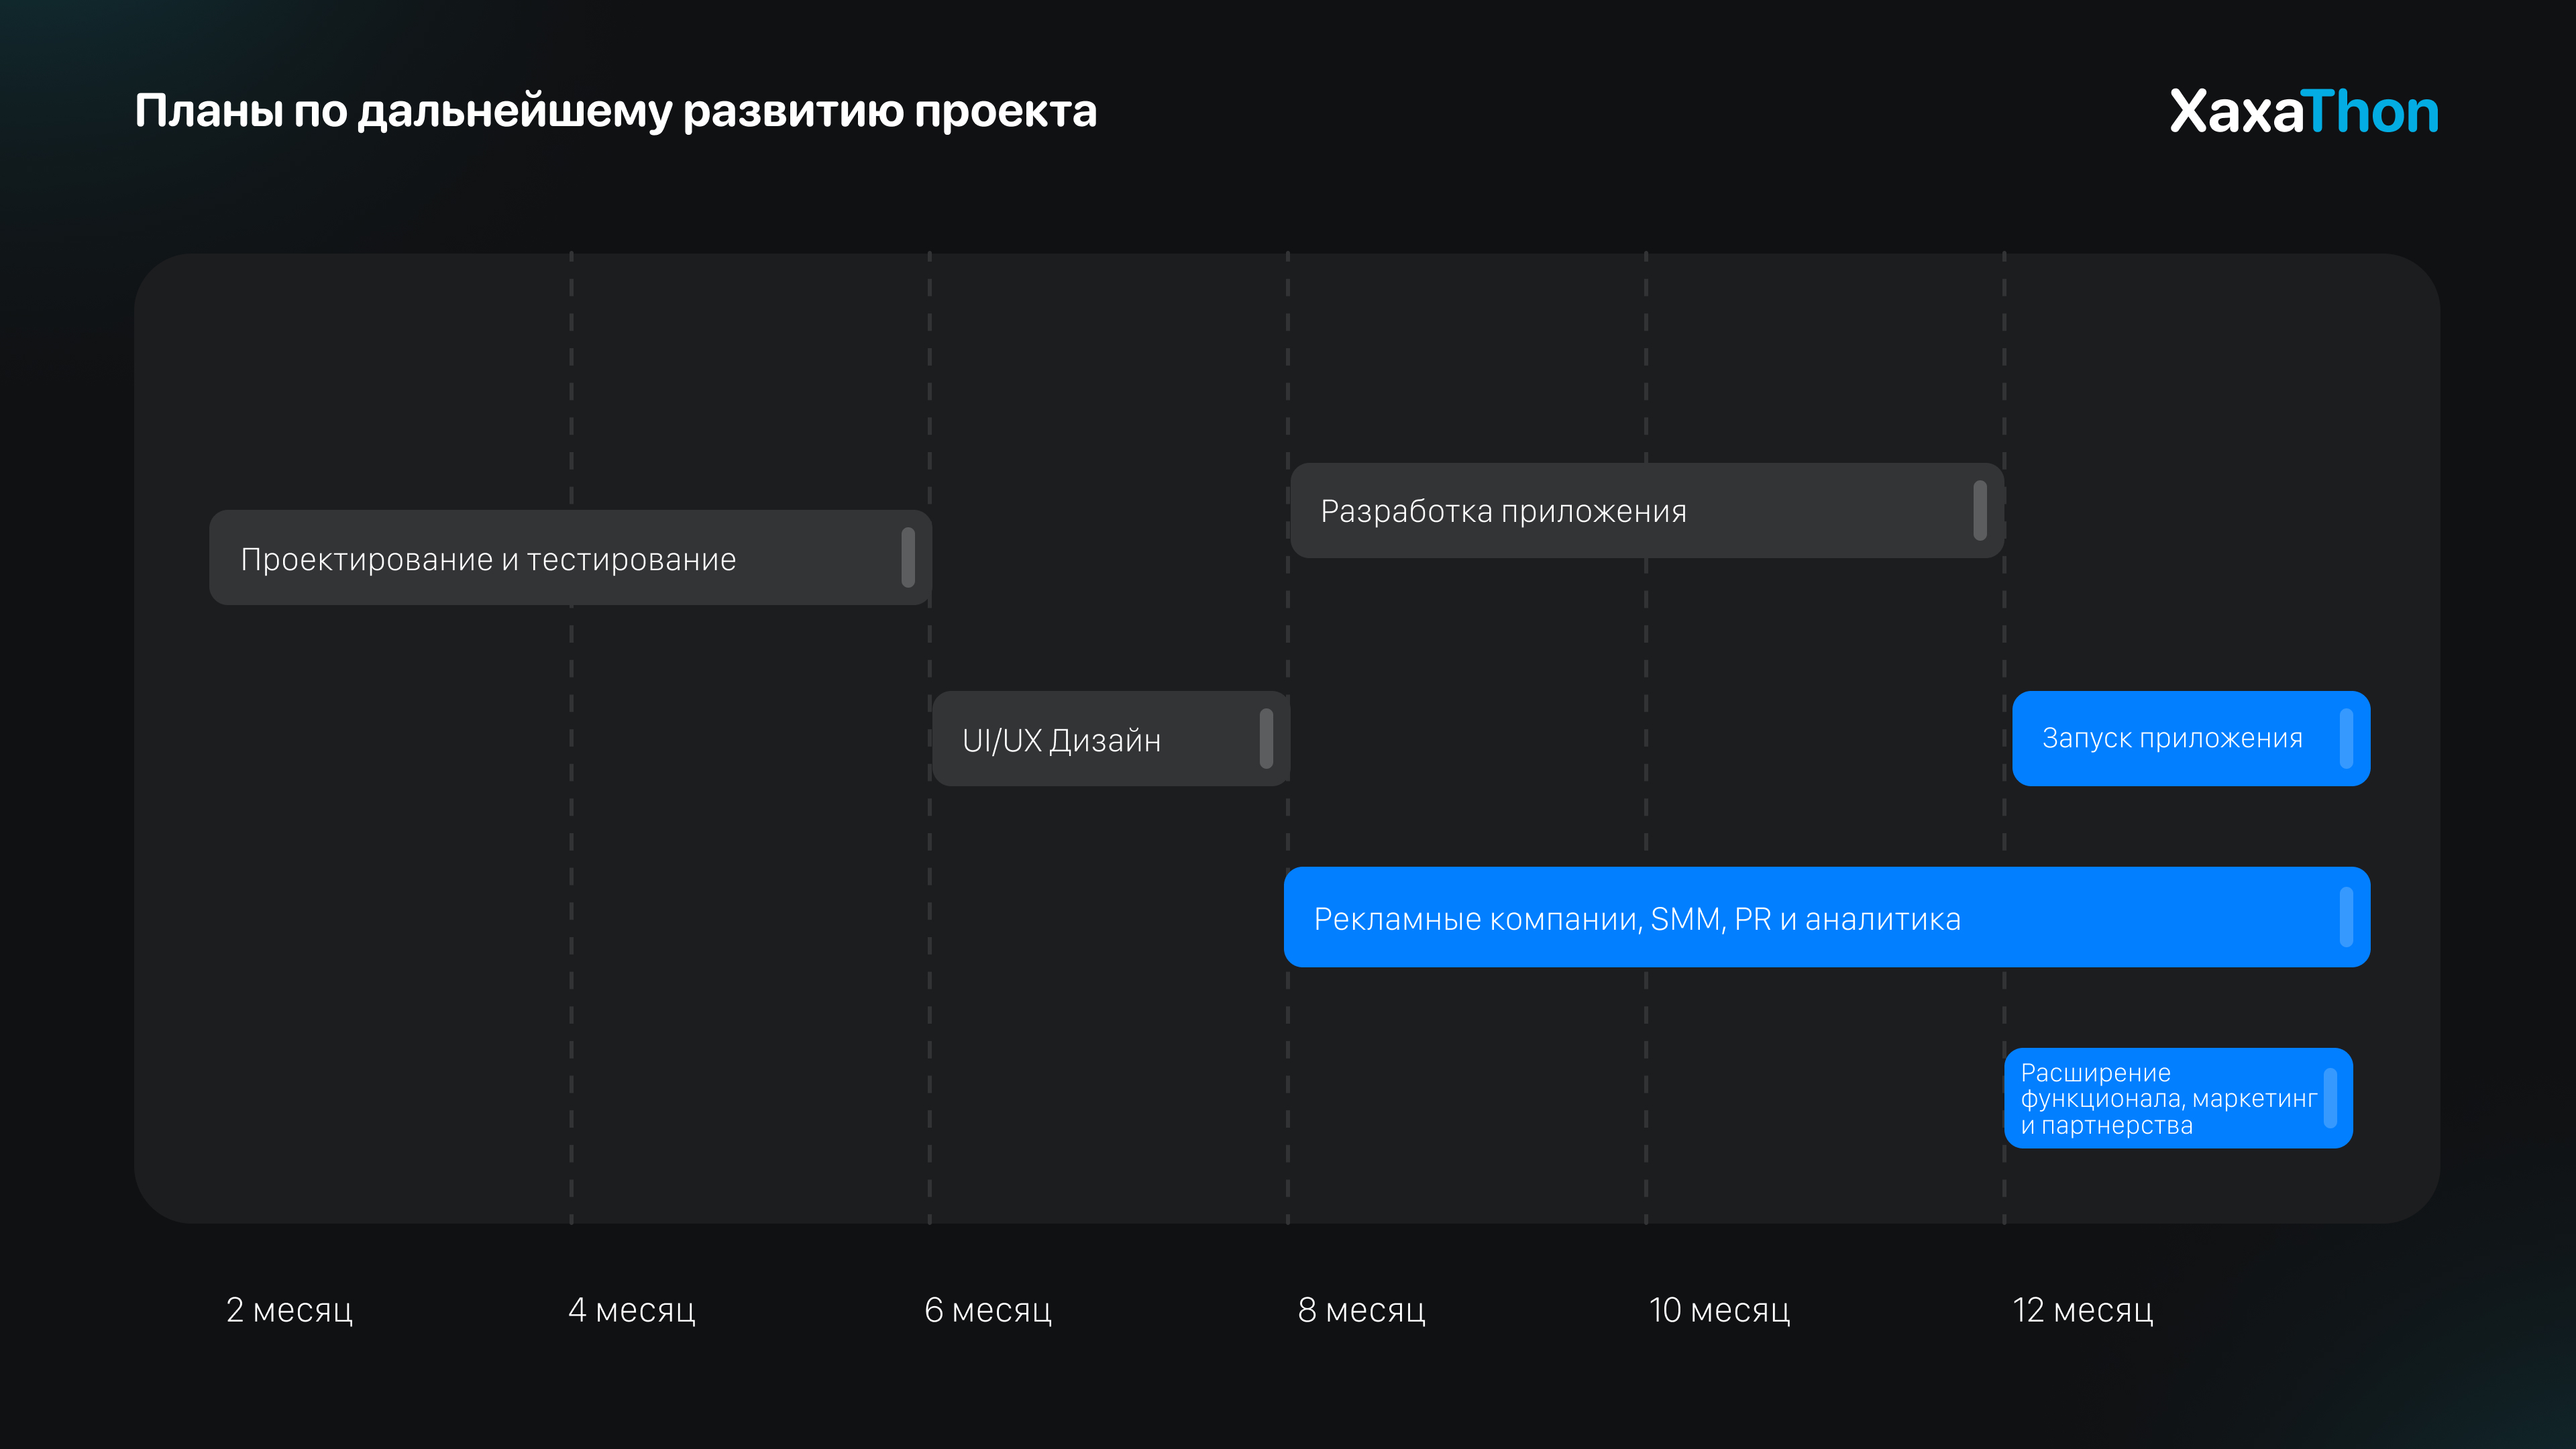 Планы по дальнейшему развитию проекта
ХахаThon
Разработка приложения
Проектирование и тестирование
UI/UX Дизайн
Запуск приложения
Рекламные компании, SMM, PR и аналитика
Расширение
функционала, маркетинг
и партнерства
2 месяц
4 месяц
6 месяц
8 месяц
10 месяц
12 месяц